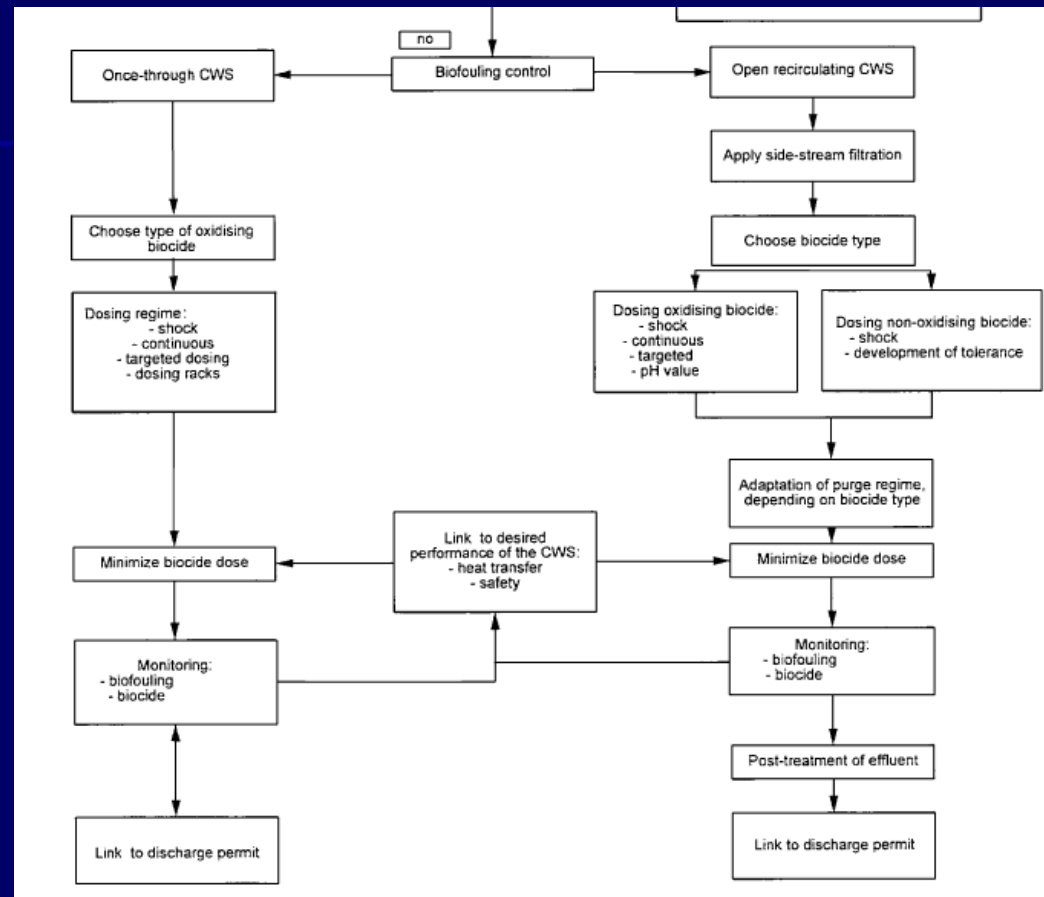 no
Biofouling control
Once-through CWS
Open recirculating CWS
Apply side-stream filtration
Choose type of oxidising
biocide
Choose biocide type
Dosing regime:
- shock
- continuous
- targeted dosing
- dosing racks
Dosing oxidising biocide:
- shock
- continuous
- targeted
- pH value
Dosing non-oxidising biocide:
- shock
- development of tolerance
Adaptation of purge regime,
depending on biocide type
Link to desired
performance of the CWS:
- heat transfer
- safety
Minimize biocide dose
Minimize biocide dose
Monitoring:
- biofouling
- biocide
Monitoring:
- biofouling
- biocide
Post-treatment of effluent
Link to discharge permit
Link to discharge permit